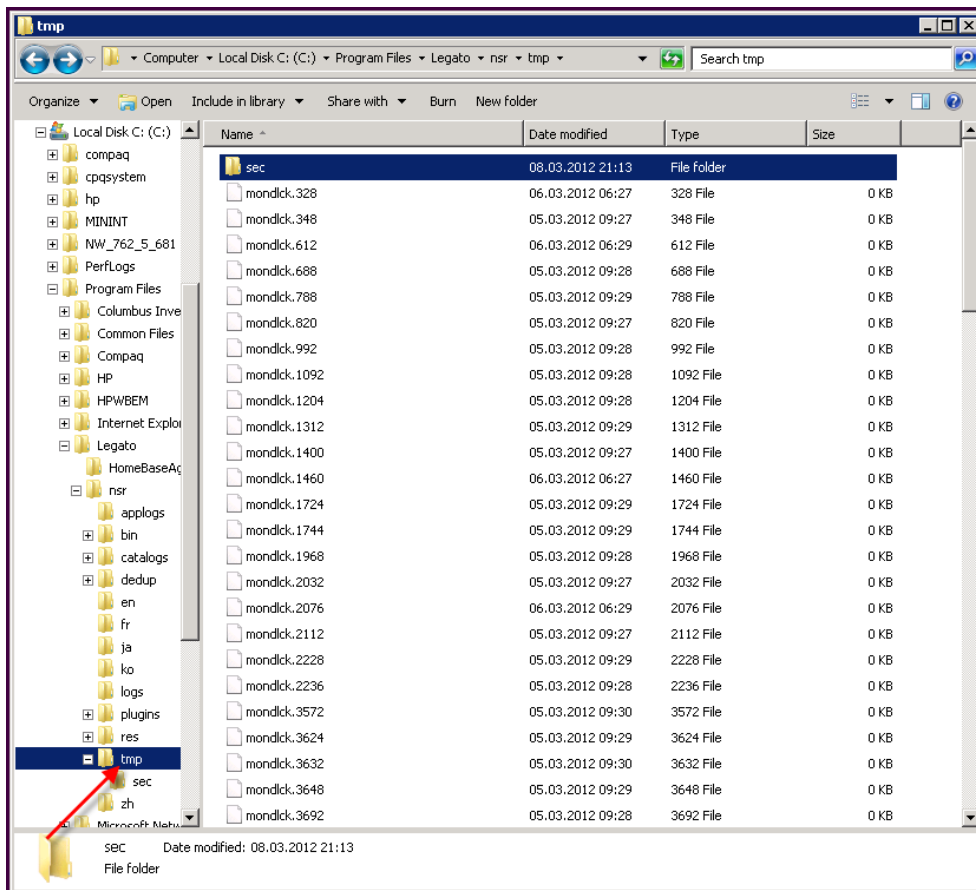 tmp
Computer Local Disk C: (C:) Program Files Legato nsr tmp Search tmp
Organize Open Include in library Share with Burn New folder
Local Disk C: (C:)
compaq
cpqsystem
hp
MININT
NW_762_5_681
PerfLogs
Program Files
Columbus Inve
Common Files
Compaq
HP
HPWBEM
Internet Explo
Legato
HomeBaseAg
nsr
applogs
bin
catalogs
dedup
en
fr
ja
ko
logs
plugins
res
tmp
sec
zh
Microsoft Netw
Name Date modified Type Size
sec 08.03.2012 21:13 File folder
mondlck.328 06.03.2012 06:27 328 File 0 KB
mondlck.348 05.03.2012 09:27 348 File 0 KB
mondlck.612 06.03.2012 06:29 612 File 0 KB
mondlck.688 05.03.2012 09:28 688 File 0 KB
mondlck.788 05.03.2012 09:29 788 File 0 KB
mondlck.820 05.03.2012 09:27 820 File 0 KB
mondlck.992 05.03.2012 09:28 992 File 0 KB
mondlck.1092 05.03.2012 09:28 1092 File 0 KB
mondlck.1204 05.03.2012 09:28 1204 File 0 KB
mondlck.1312 05.03.2012 09:29 1312 File 0 KB
mondlck.1400 05.03.2012 09:27 1400 File 0 KB
mondlck.1460 06.03.2012 06:27 1460 File 0 KB
mondlck.1724 05.03.2012 09:29 1724 File 0 KB
mondlck.1744 05.03.2012 09:29 1744 File 0 KB
mondlck.1968 05.03.2012 09:28 1968 File 0 KB
mondlck.2032 05.03.2012 09:27 2032 File 0 KB
mondlck.2076 06.03.2012 06:29 2076 File 0 KB
mondlck.2112 05.03.2012 09:27 2112 File 0 KB
mondlck.2228 05.03.2012 09:29 2228 File 0 KB
mondlck.2236 05.03.2012 09:28 2236 File 0 KB
mondlck.3572 05.03.2012 09:30 3572 File 0 KB
mondlck.3624 05.03.2012 09:29 3624 File 0 KB
mondlck.3632 05.03.2012 09:30 3632 File 0 KB
mondlck.3648 05.03.2012 09:29 3648 File 0 KB
mondlck.3692 05.03.2012 09:28 3692 File 0 KB
sec Date modified: 08.03.2012 21:13
File folder